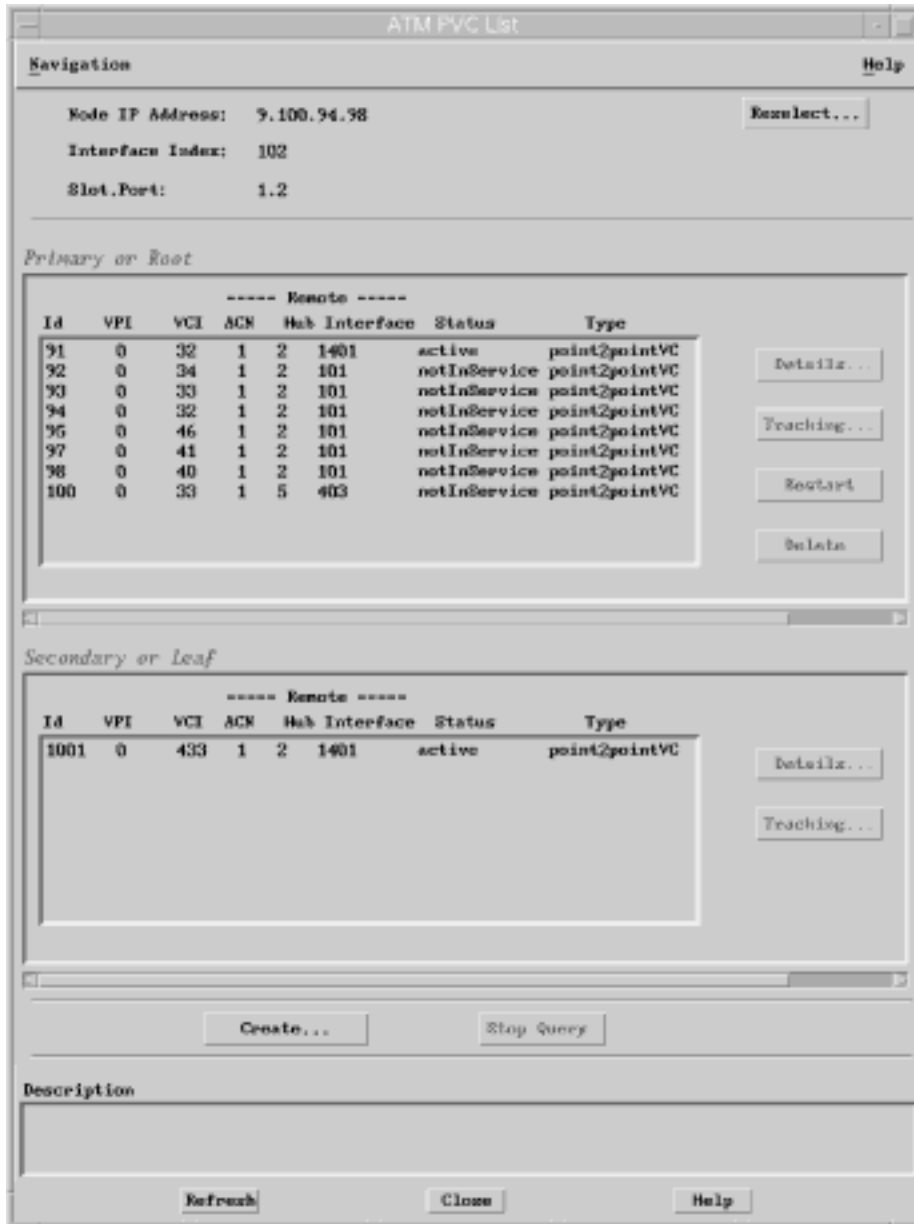 ATM PVC List
Navigation Help
Node IP Address: 9.100.94.98 Reselect...
Interface Index: 102
Slot.Port: 1.2
Primary or Root
----- Remote -----
Id VPI VCI ACN Hub Interface Status Type
91 0 32 1 2 1401 active point2pointVC
92 0 34 1 2 101 notInService point2pointVC
93 0 33 1 2 101 notInService point2pointVC
94 0 32 1 2 101 notInService point2pointVC
95 0 46 1 2 101 notInService point2pointVC
97 0 41 1 2 101 notInService point2pointVC
98 0 40 1 2 101 notInService point2pointVC
100 0 33 1 5 403 notInService point2pointVC
Details...
Tracking...
Restart
Delete
Secondary or Leaf
----- Remote -----
Id VPI VCI ACN Hub Interface Status Type
1001 0 433 1 2 1401 active point2pointVC
Details...
Tracking...
Create... Stop Query
Description
Refresh Close Help